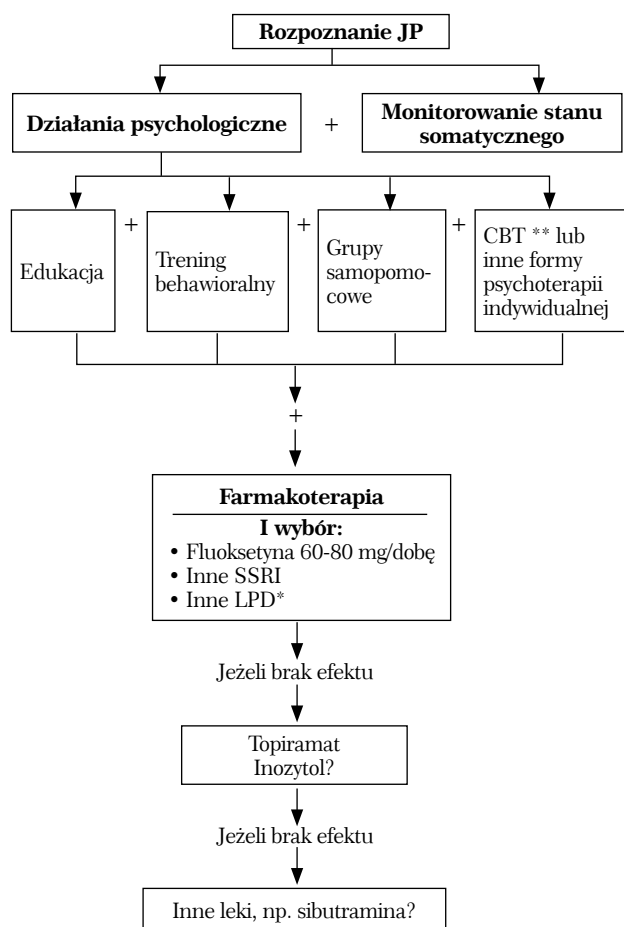 Rozpoznanie JP
Działania psychologiczne
+
Monitorowanie stanu
somatycznego
Edukacja
+
Trening
behawioralny
+
Grupy
samopomo-
cowe
+
CBT ** lub
inne formy
psychoterapii
indywidualnej
+
Farmakoterapia
I wybór:
• Fluoksetyna 60-80 mg/dobę
• Inne SSRI
• Inne LPD*
Jeżeli brak efektu
Topiramat
Inozytol?
Jeżeli brak efektu
Inne leki, np. sibutramina?